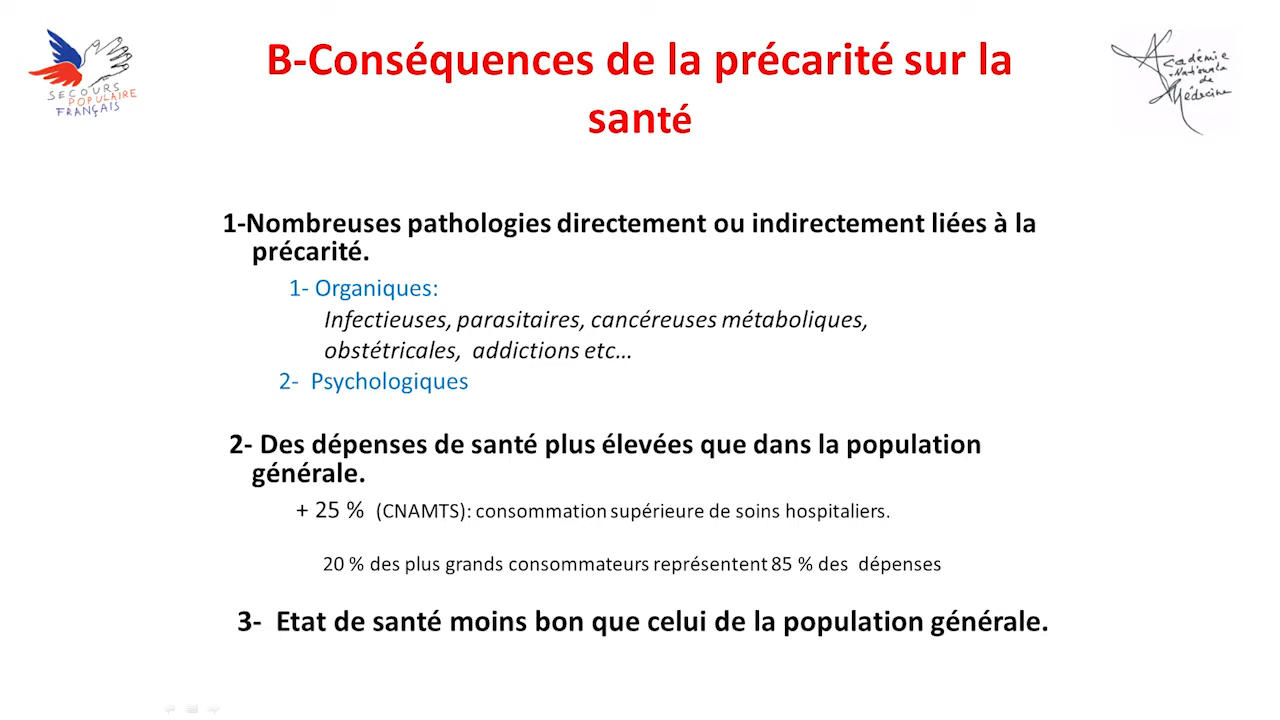 SECOURS
POPULAIRE
FRANÇAIS
B-Conséquences de la précarité sur la
santé
Académie
Nationale
de
Médecine
1-Nombreuses pathologies directement ou indirectement liées à la
précarité.
1- Organiques:
Infectieuses, parasitaires, cancéreuses métaboliques,
obstétricales, addictions etc…
2- Psychologiques
2- Des dépenses de santé plus élevées que dans la population
générale.
+ 25 % (CNAMTS): consommation supérieure de soins hospitaliers.
20 % des plus grands consommateurs représentent 85 % des dépenses
3- Etat de santé moins bon que celui de la population générale.